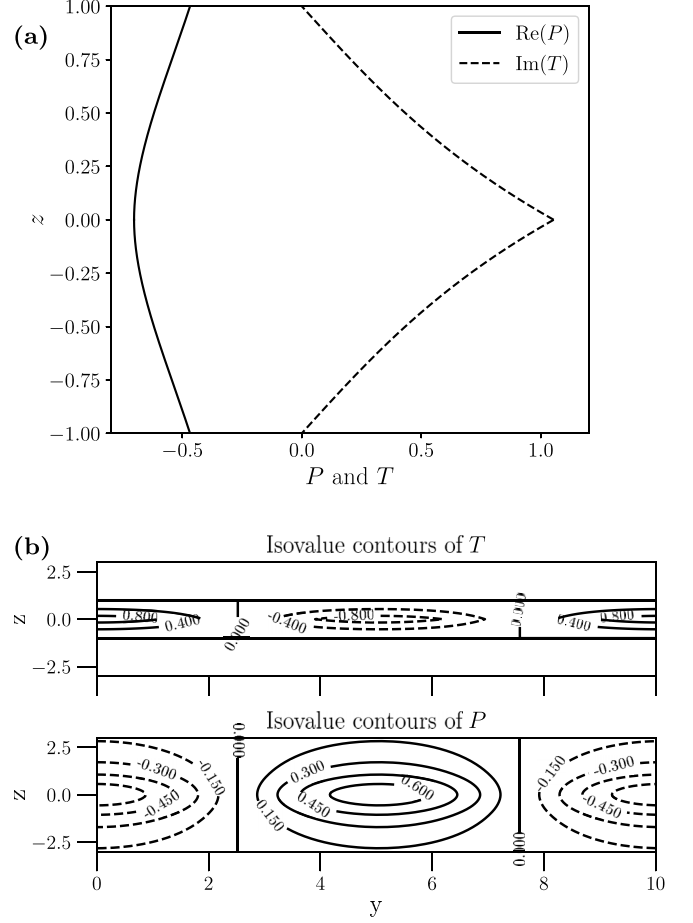 (a)
1.00
0.75
0.50
0.25
0.00
−0.25
−0.50
−0.75
−1.00
z
Re(P)
Im(T)
−0.5 0.0 0.5 1.0
P and T
(b)
Isovalue contours of T
2.5
0.0
−2.5
z
0.800
0.400
0.000
-0.400
-0.800
0.000
0.400
0.800
Isovalue contours of P
2.5
0.0
−2.5
z
-0.300
-0.450
-0.150
0.000
0.150
0.300
0.450
0.600
0.000
-0.150
-0.300
-0.450
0 2 4 6 8 10
y